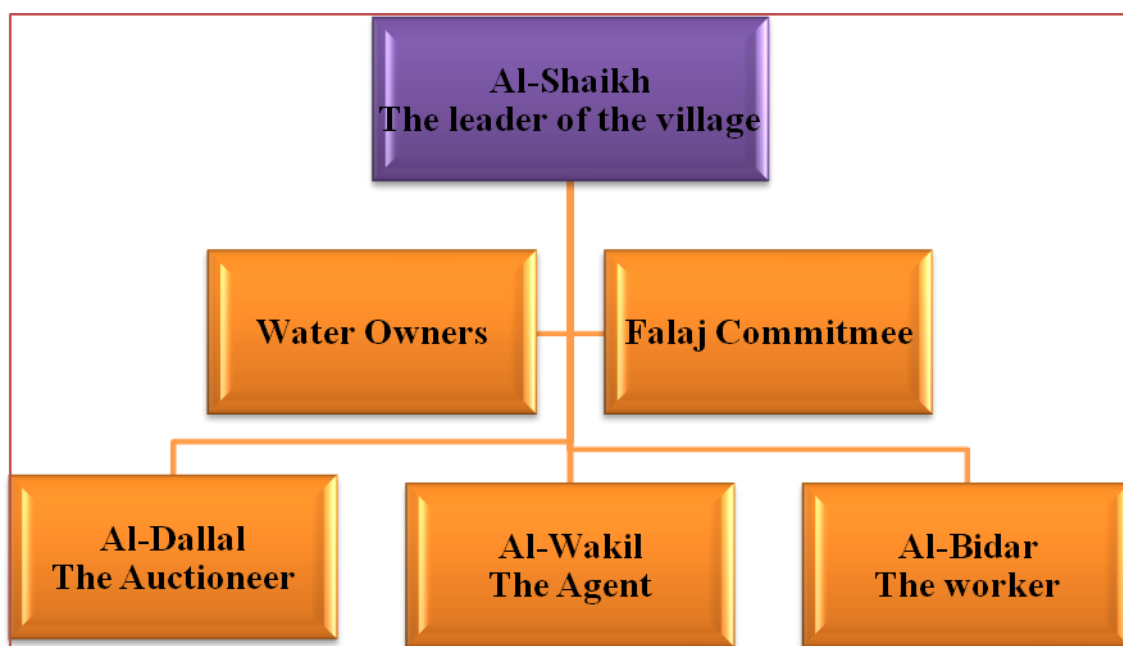 Al-Shaikh
The leader of the village
Water Owners
Falaj Commitmee
Al-Dallal
The Auctioneer
Al-Wakil
The Agent
Al-Bidar
The worker